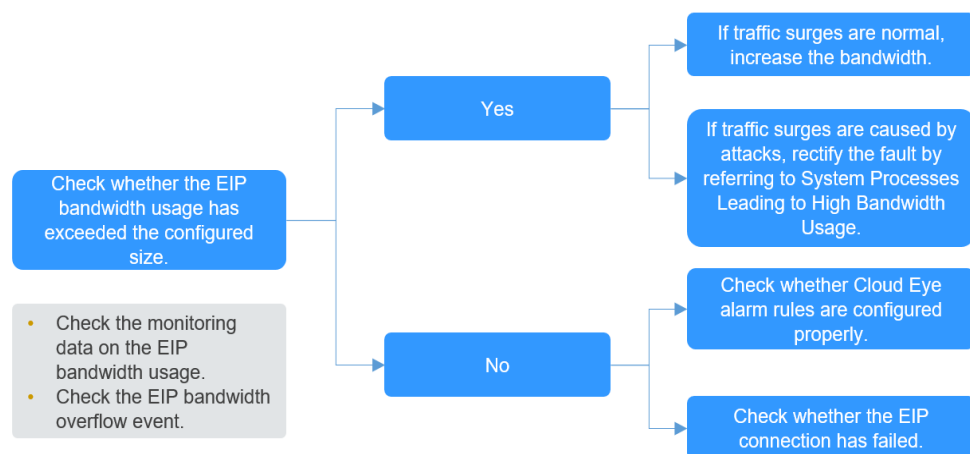 If traffic surges are normal,
increase the bandwidth.
Yes
If traffic surges are caused by
attacks, rectify the fault by
referring to System Processes
Leading to High Bandwidth
Usage.
Check whether the EIP
bandwidth usage has
exceeded the configured
size.
• Check the monitoring
data on the EIP
bandwidth usage.
• Check the EIP bandwidth
overflow event.
No
Check whether Cloud Eye
alarm rules are configured
properly.
Check whether the EIP
connection has failed.